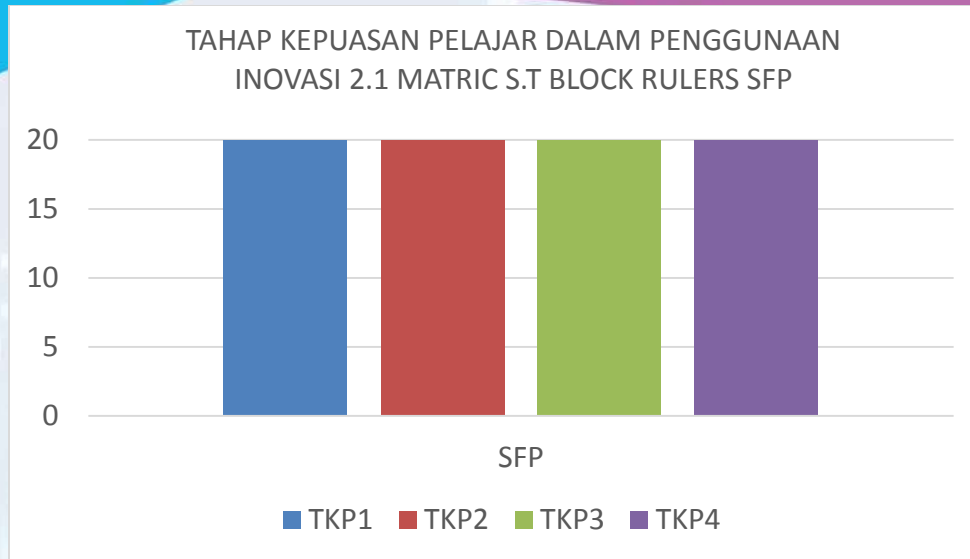 TAHAP KEPUASAN PELAJAR DALAM PENGGUNAAN
INOVASI 2.1 MATRIC S.T BLOCK RULERS SFP
20
15
10
5
0
SFP
TKP1 TKP2 TKP3 TKP4